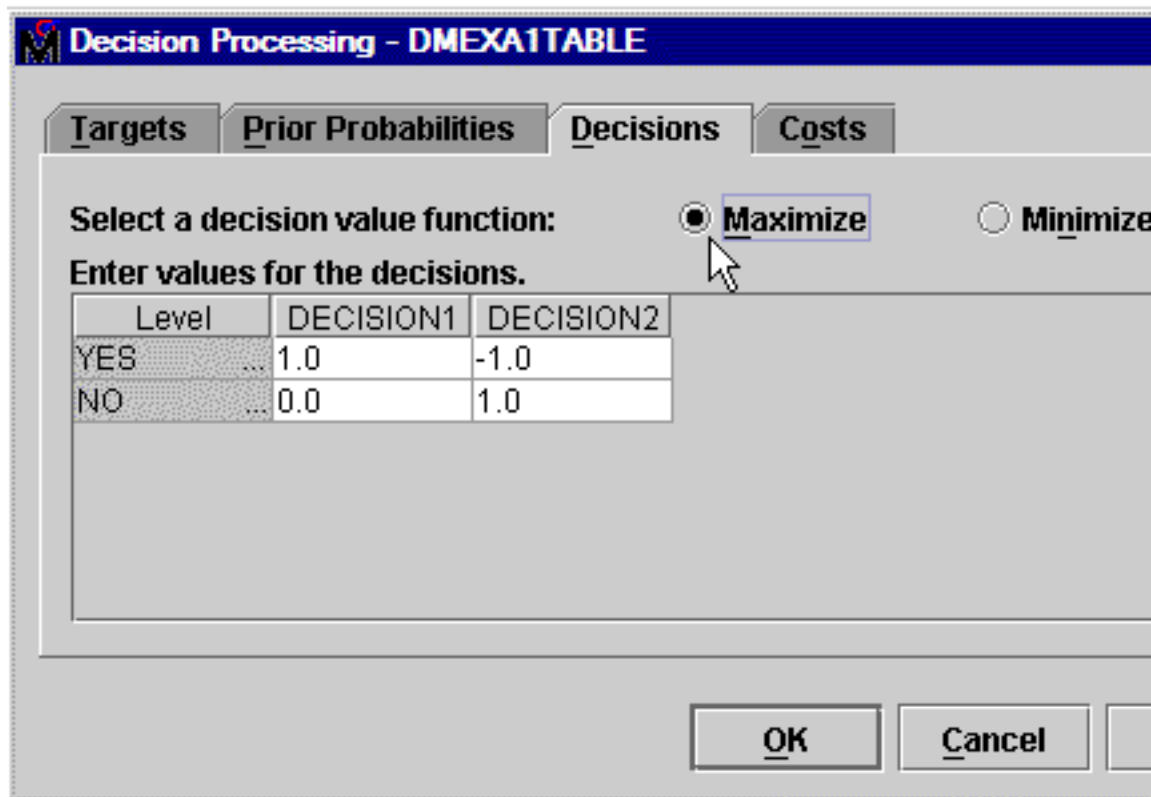 Decision Processing - DMEXA1TABLE
Targets Prior Probabilities Decisions Costs
Select a decision value function: Maximize Minimize
Enter values for the decisions.
Level DECISION1 DECISION2
YES ... 1.0 -1.0
NO ... 0.0 1.0
OK Cancel